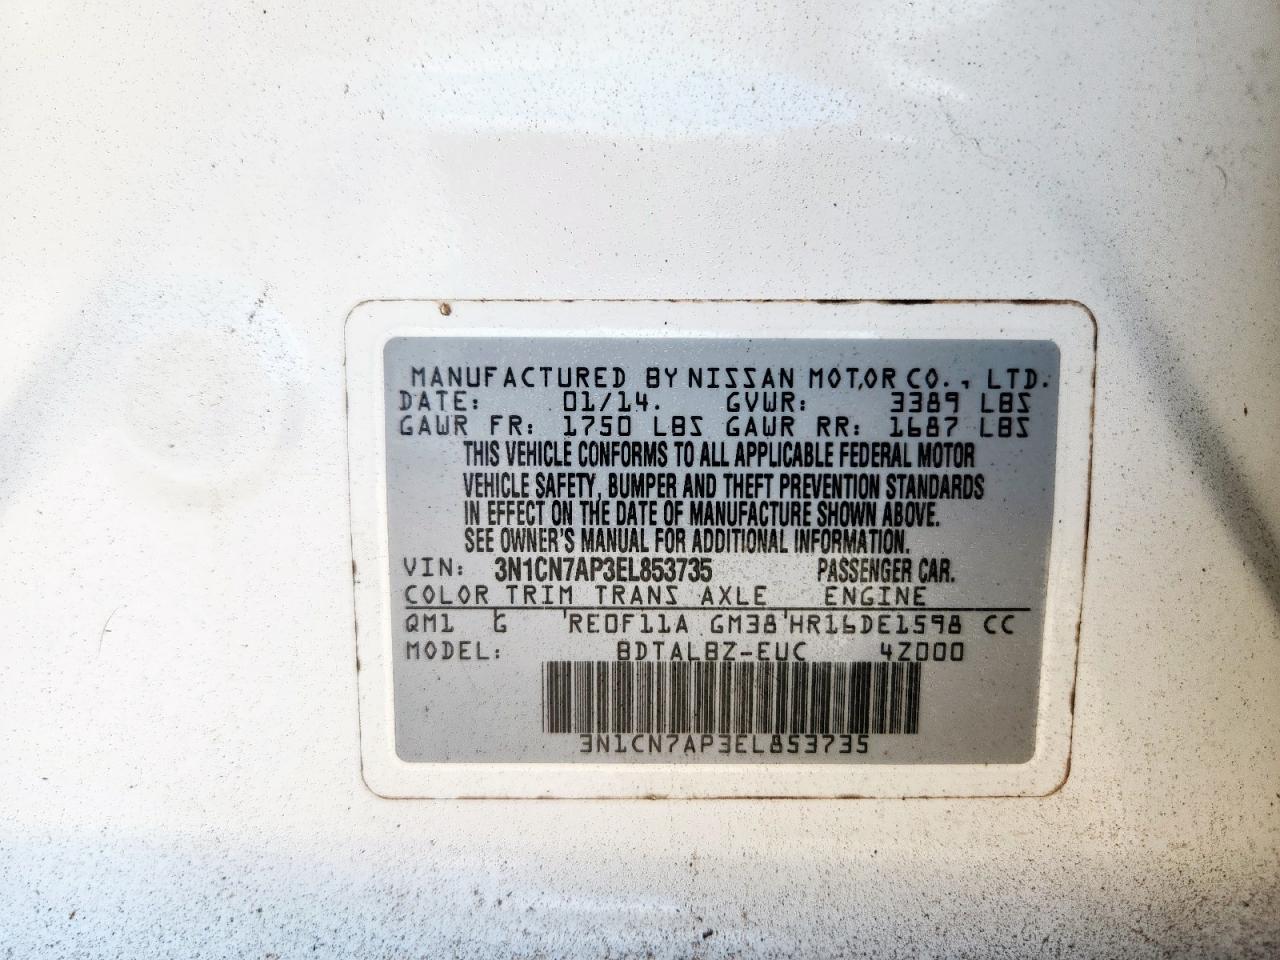 MANUFACTURED BY NISSAN MOTOR CO., LTD.
DATE: 01/14. GVWR: 3389 LBS
GAWR FR: 1750 LBS GAWR RR: 1687 LBS
THIS VEHICLE CONFORMS TO ALL APPLICABLE FEDERAL MOTOR
VEHICLE SAFETY, BUMPER AND THEFT PREVENTION STANDARDS
IN EFFECT ON THE DATE OF MANUFACTURE SHOWN ABOVE.
SEE OWNER'S MANUAL FOR ADDITIONAL INFORMATION.
VIN: 3N1CN7AP3EL853735 PASSENGER CAR.
COLOR TRIM TRANS AXLE ENGINE
QM1 G RE0F11A GM38 HR16DE1598 CC
MODEL: BDTALBZ-EUC 4Z000
3N1CN7AP3EL853735